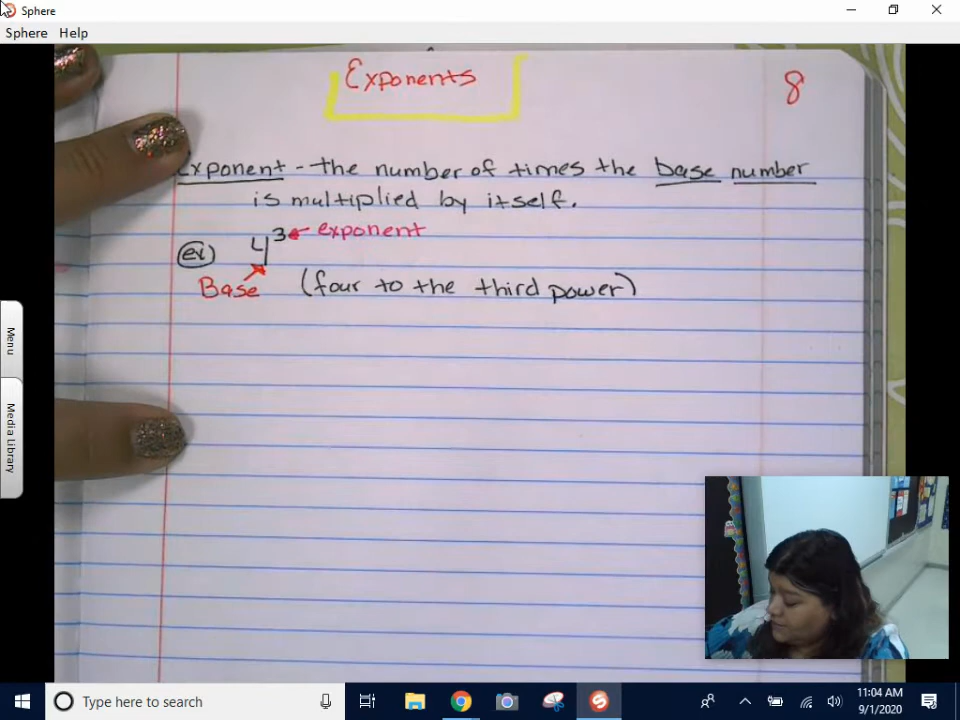 Sphere
Sphere Help
Exponents
8
Exponent - the number of times the base number
is multiplied by itself.
ex 4³ ← exponent
Base (four to the third power)
Menu
Media Library
Type here to search
11:04 AM
9/1/2020